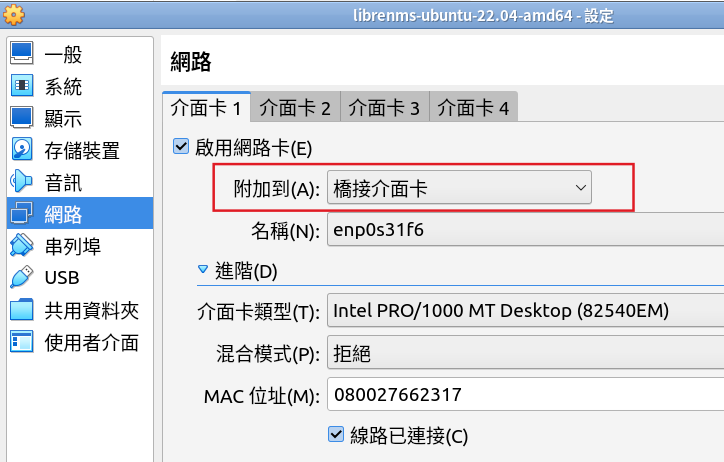 librenms-ubuntu-22.04-amd64 - 設定
一般
系統
顯示
存儲裝置
音訊
網路
串列埠
USB
共用資料夾
使用者介面
網路
介面卡 1 介面卡 2 介面卡 3 介面卡 4
啟用網路卡(E)
附加到(A): 橋接介面卡
名稱(N): enp0s31f6
進階(D)
介面卡類型(T): Intel PRO/1000 MT Desktop (82540EM)
混合模式(P): 拒絕
MAC 位址(M): 080027662317
線路已連接(C)